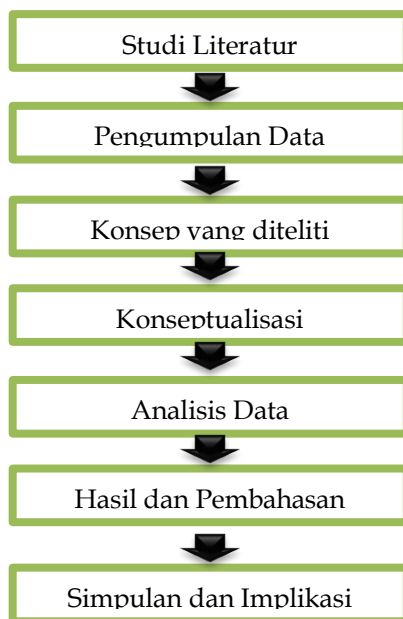 Studi Literatur
Pengumpulan Data
Konsep yang diteliti
Konseptualisasi
Analisis Data
Hasil dan Pembahasan
Simpulan dan Implikasi